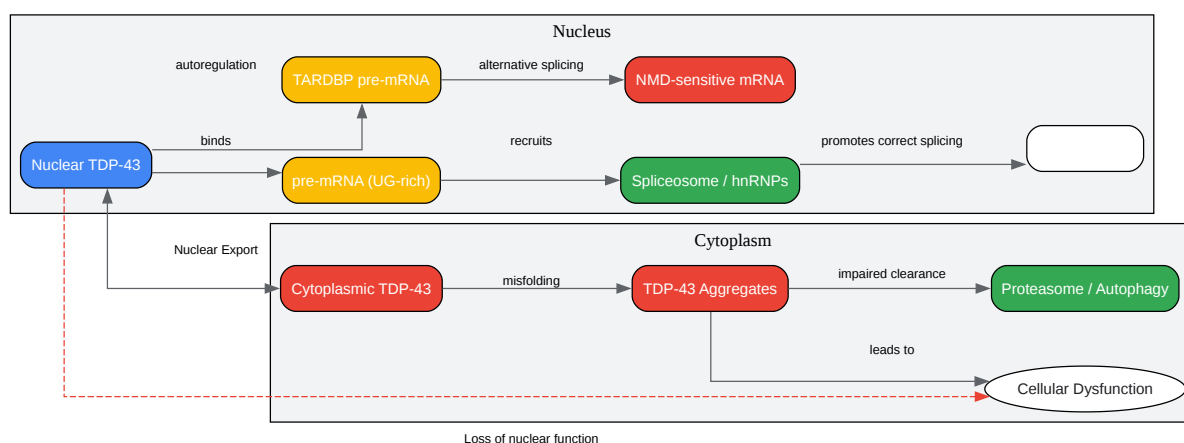 Nucleus
autoregulation
TARDBP pre-mRNA
alternative splicing
NMD-sensitive mRNA
Nuclear TDP-43
binds
pre-mRNA (UG-rich)
recruits
Spliceosome / hnRNPs
promotes correct splicing
Nuclear Export
Cytoplasm
Cytoplasmic TDP-43
misfolding
TDP-43 Aggregates
impaired clearance
Proteasome / Autophagy
leads to
Cellular Dysfunction
Loss of nuclear function